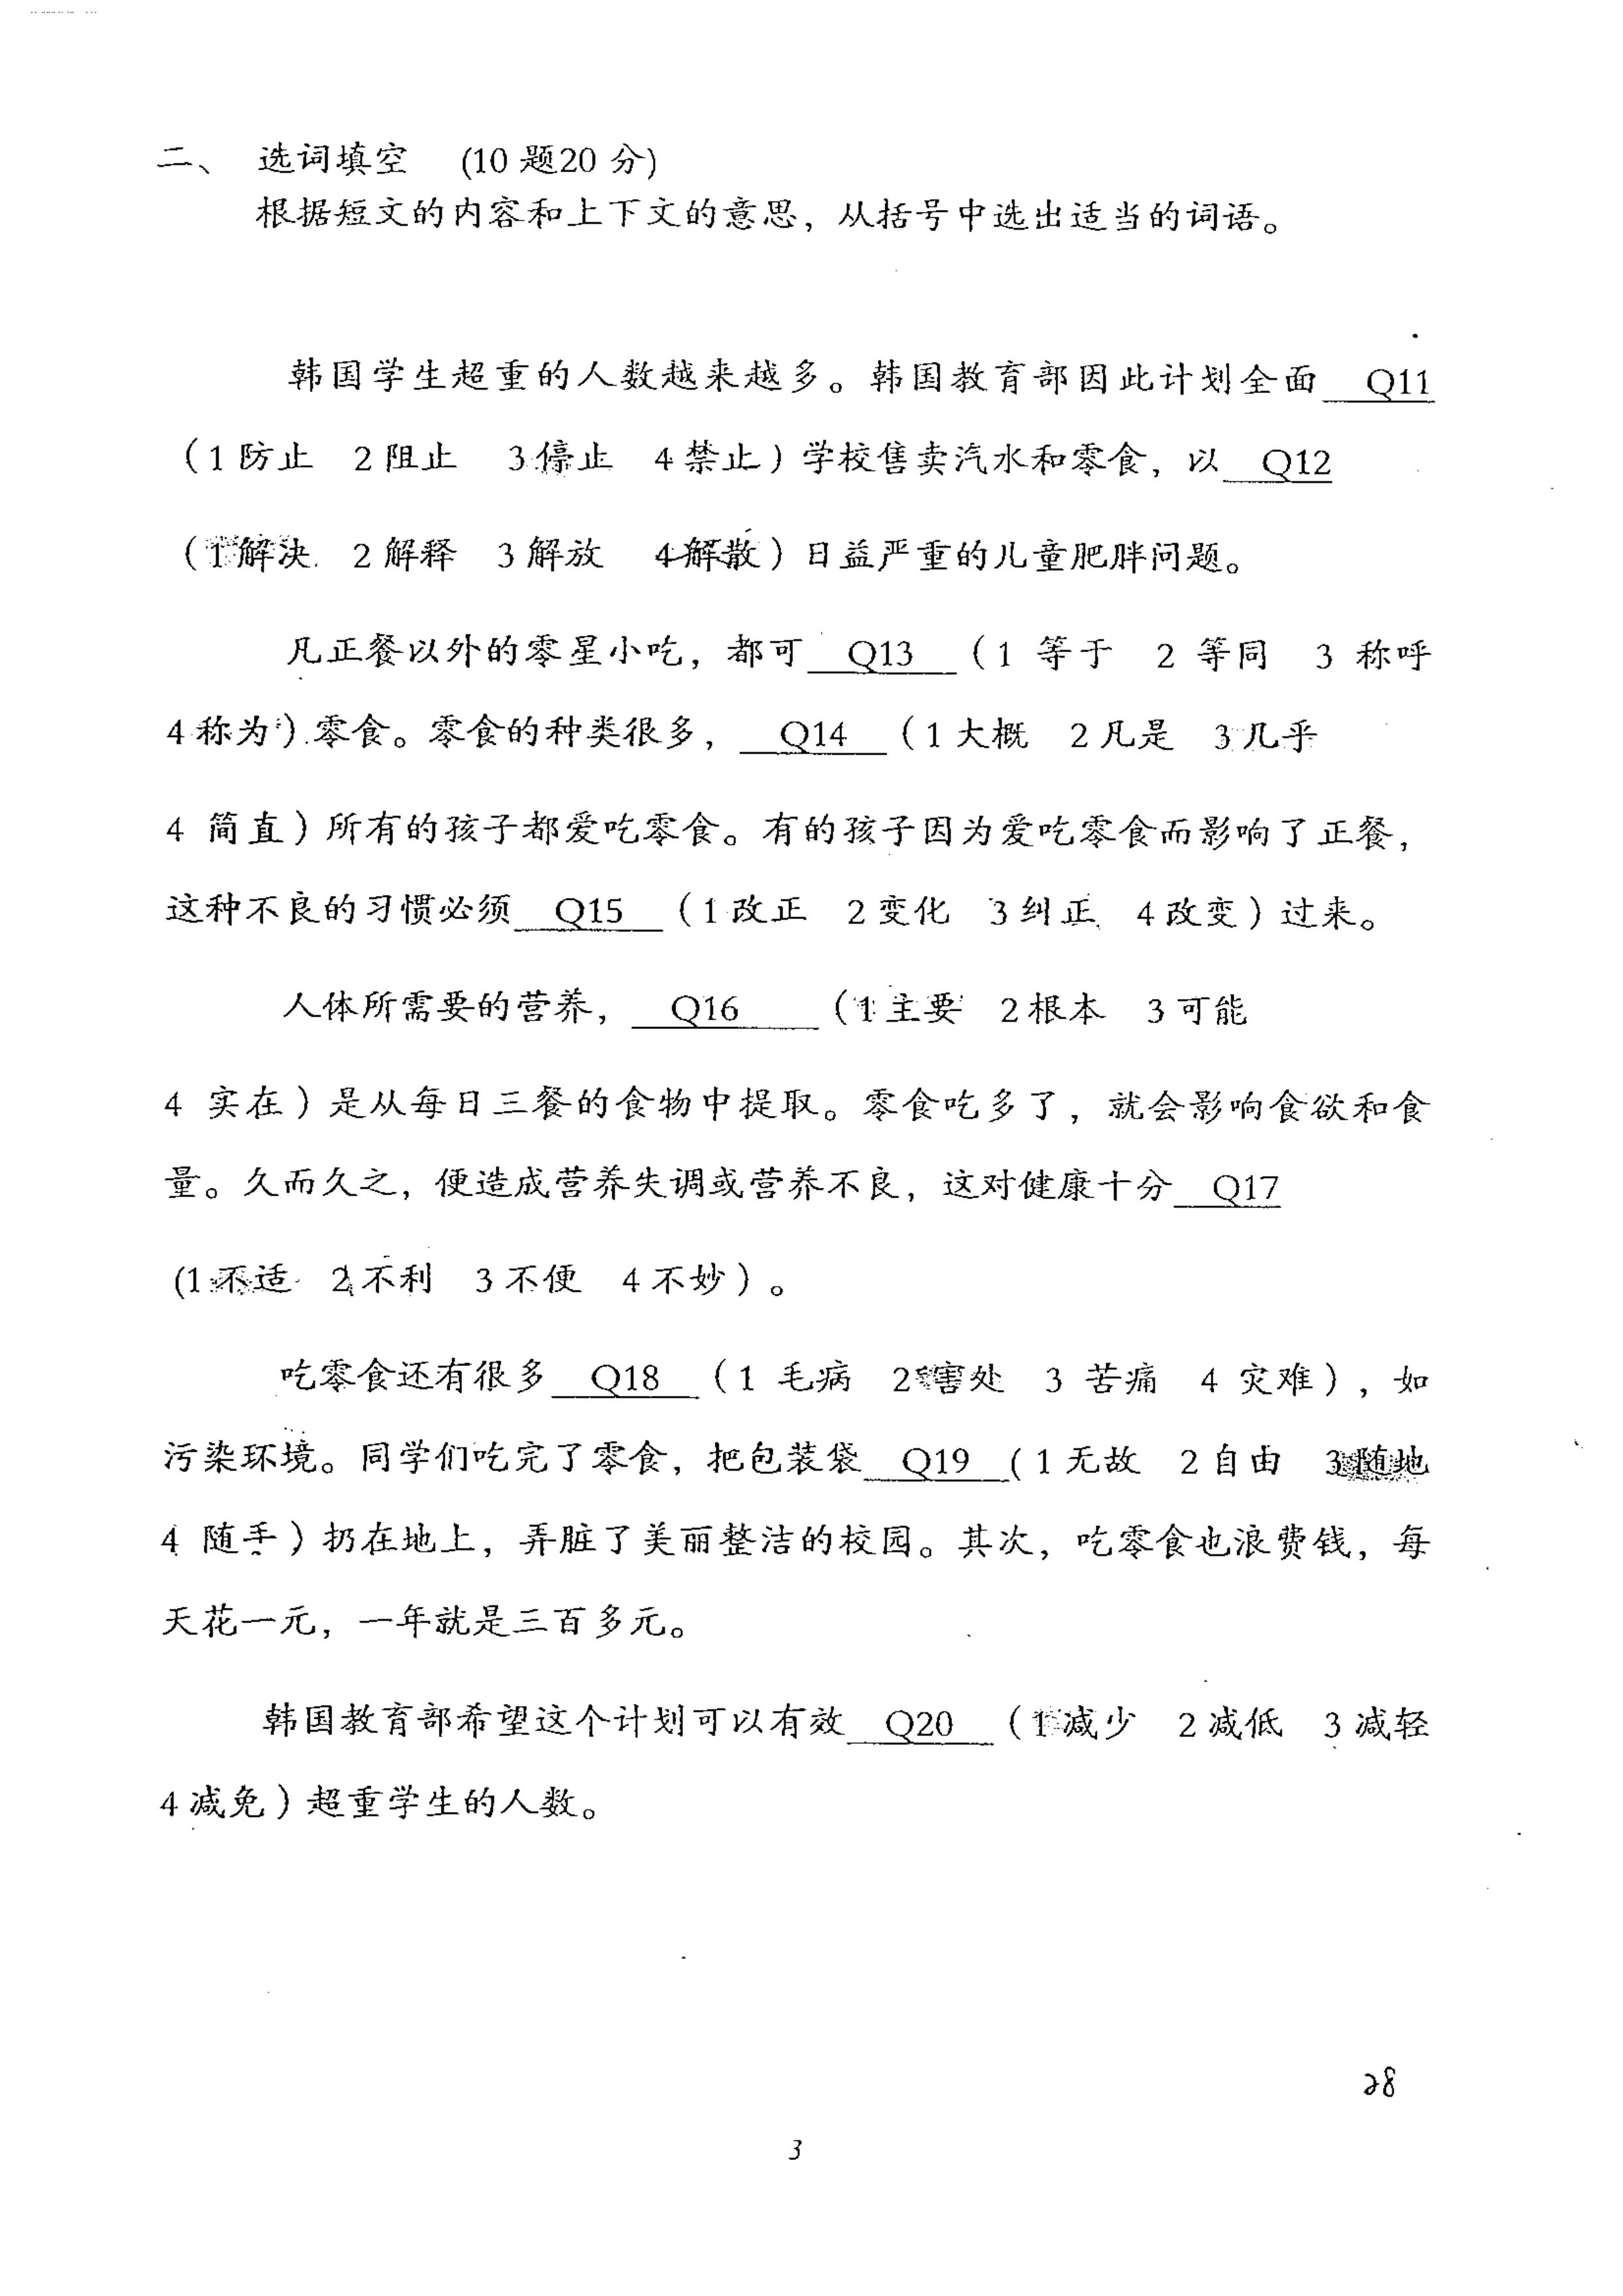 二、 选词填空 (10 题20 分)
根据短文的内容和上下文的意思，从括号中选出适当的词语。
韩国学生超重的人数越来越多。韩国教育部因此计划全面 Q11
（1 防止 2 阻止 3 停止 4 禁止）学校售卖汽水和零食，以 Q12
（1 解决 2 解释 3 解放 4 解散）日益严重的儿童肥胖问题。
凡正餐以外的零星小吃，都可 Q13 （1 等于 2 等同 3 称呼
4 称为）零食。零食的种类很多， Q14 （1 大概 2 凡是 3 几乎
4 简直）所有的孩子都爱吃零食。有的孩子因为爱吃零食而影响了正餐，
这种不良的习惯必须 Q15 （1 改正 2 变化 3 纠正 4 改变）过来。
人体所需要的营养， Q16 （1 主要 2 根本 3 可能
4 实在）是从每日三餐的食物中提取。零食吃多了，就会影响食欲和食
量。久而久之，便造成营养失调或营养不良，这对健康十分 Q17
(1 不适 2 不利 3 不便 4 不妙）。
吃零食还有很多 Q18 （1 毛病 2 害处 3 苦痛 4 灾难），如
污染环境。同学们吃完了零食，把包装袋 Q19 (1 无故 2 自由 3 随地
4 随手）扔在地上，弄脏了美丽整洁的校园。其次，吃零食也浪费钱，每
天花一元，一年就是三百多元。
韩国教育部希望这个计划可以有效 Q20 （1 减少 2 减低 3 减轻
4 减免）超重学生的人数。
28
3